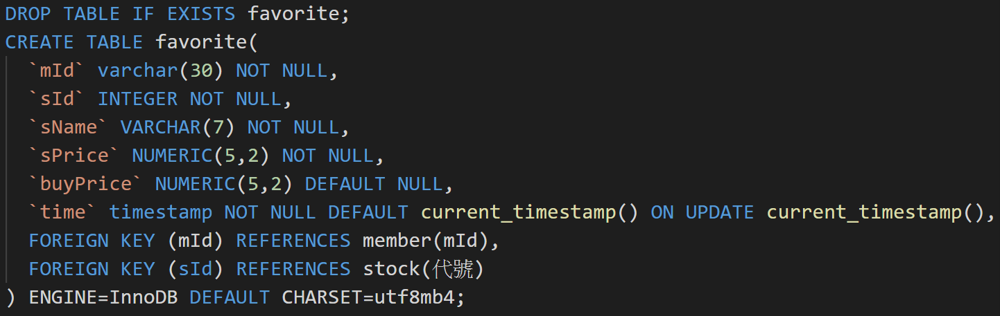 DROP TABLE IF EXISTS favorite;
CREATE TABLE favorite(
`mId` varchar(30) NOT NULL,
`sId` INTEGER NOT NULL,
`sName` VARCHAR(7) NOT NULL,
`sPrice` NUMERIC(5,2) NOT NULL,
`buyPrice` NUMERIC(5,2) DEFAULT NULL,
`time` timestamp NOT NULL DEFAULT current_timestamp() ON UPDATE current_timestamp(),
FOREIGN KEY (mId) REFERENCES member(mId),
FOREIGN KEY (sId) REFERENCES stock(代號)
) ENGINE=InnoDB DEFAULT CHARSET=utf8mb4;